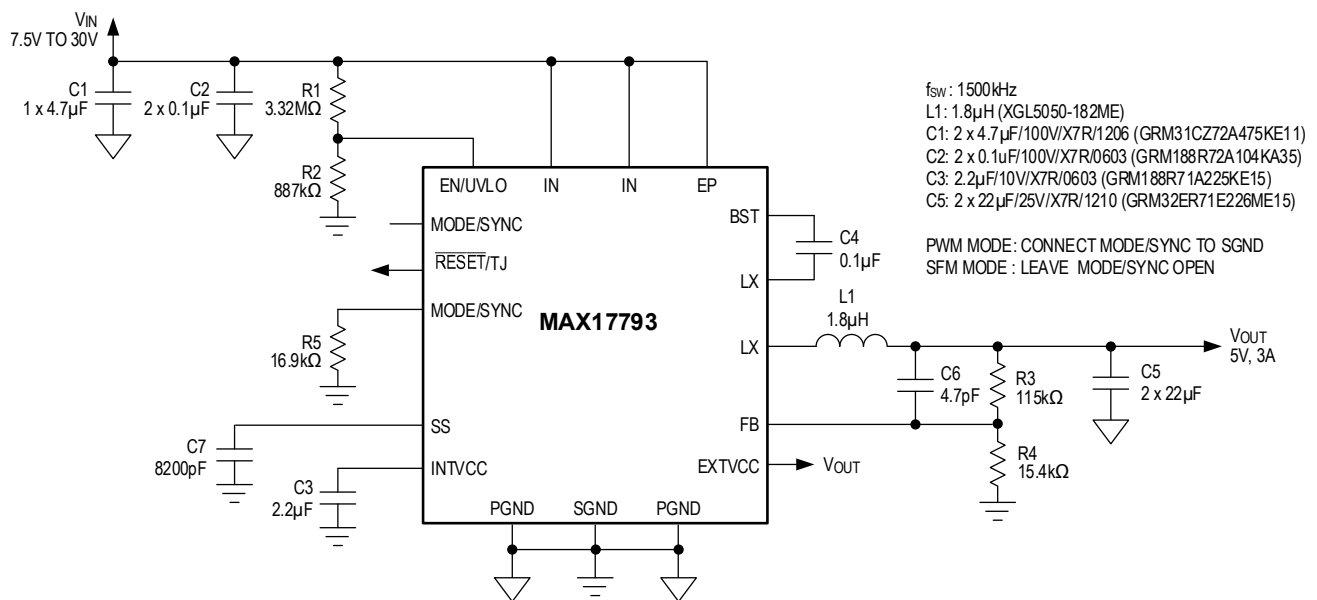 VIN
7.5V TO 30V
C1
1 x 4.7µF
C2
2 x 0.1µF
R1
3.32MΩ
R2
887kΩ
EN/UVLO
IN
IN
EP
MODE/SYNC
RESET/TJ
MODE/SYNC
R5
16.9kΩ
SS
C7
8200pF
INTVCC
C3
2.2µF
PGND
SGND
PGND
MAX17793
BST
C4
0.1µF
LX
L1
1.8µH
LX
VOUT
5V, 3A
C6
4.7pF
R3
115kΩ
C5
2 x 22µF
FB
R4
15.4kΩ
EXTVCC
VOUT
fSW : 1500kHz
L1: 1.8µH (XGL5050-182ME)
C1: 2 x 4.7µF/100V/X7R/1206 (GRM31CZ72A475KE11)
C2: 2 x 0.1uF/100V/X7R/0603 (GRM188R72A104KA35)
C3: 2.2µF/10V/X7R/0603 (GRM188R71A225KE15)
C5: 2 x 22µF/25V/X7R/1210 (GRM32ER71E226ME15)
PWM MODE: CONNECT MODE/SYNC TO SGND
SFM MODE : LEAVE MODE/SYNC OPEN